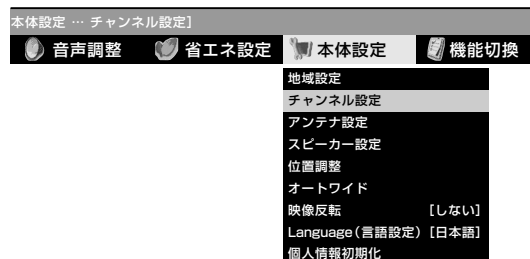 本体設定 … チャンネル設定]
音声調整 省エネ設定 本体設定 機能切換
地域設定
チャンネル設定
アンテナ設定
スピーカー設定
位置調整
オートワイド
映像反転 [しない]
Language(言語設定) [日本語]
個人情報初期化